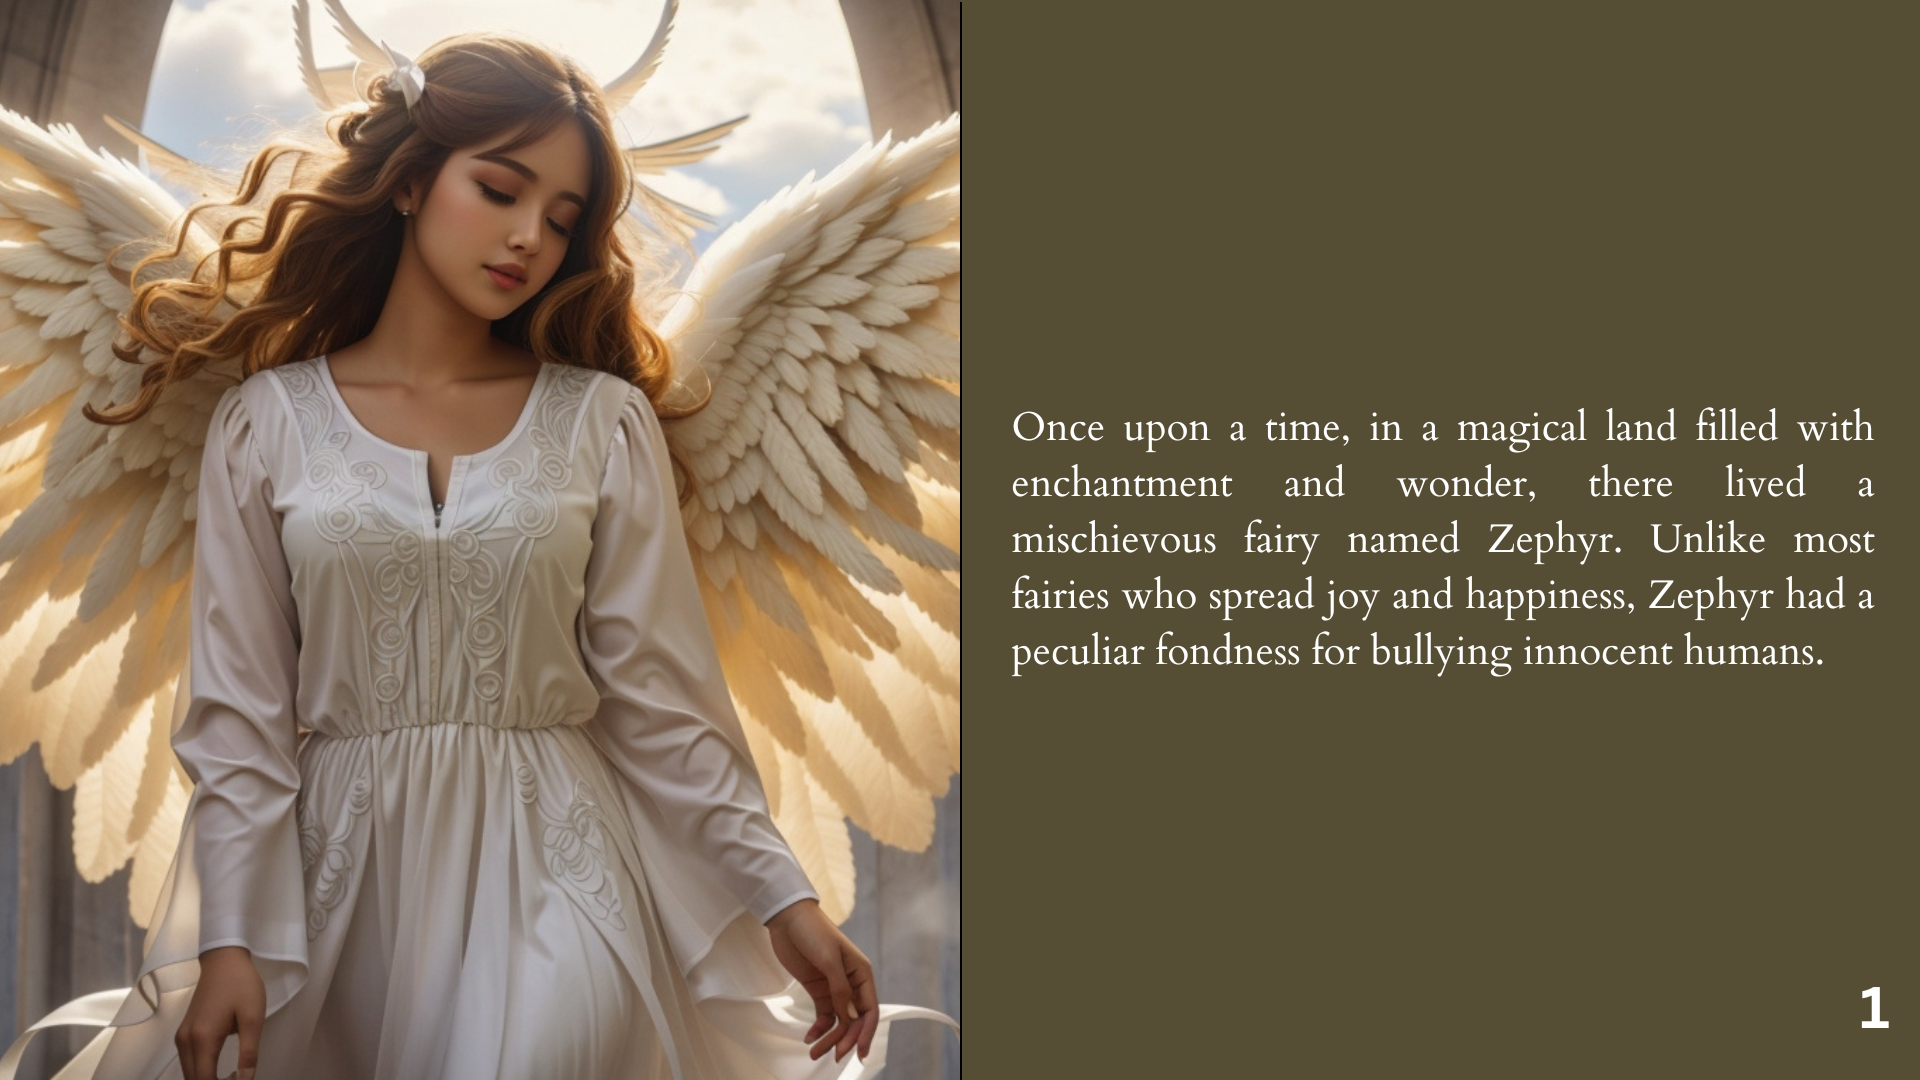 Once upon a time, in a magical land filled with
enchantment and wonder, there lived a
mischievous fairy named Zephyr. Unlike most
fairies who spread joy and happiness, Zephyr had a
peculiar fondness for bullying innocent humans.
1